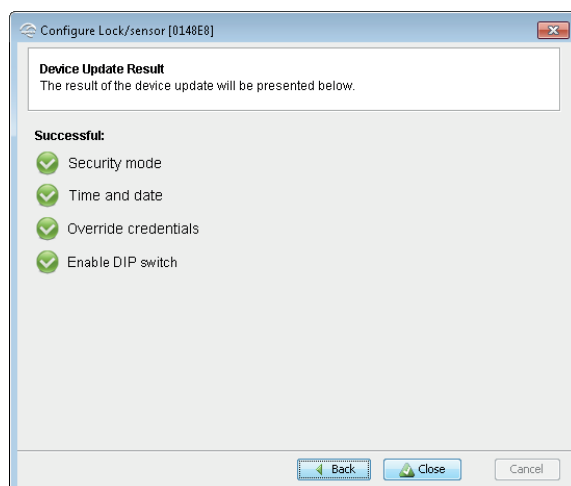 Configure Lock/sensor [0148E8]
Device Update Result
The result of the device update will be presented below.
Successful:
Security mode
Time and date
Override credentials
Enable DIP switch
Back Close Cancel